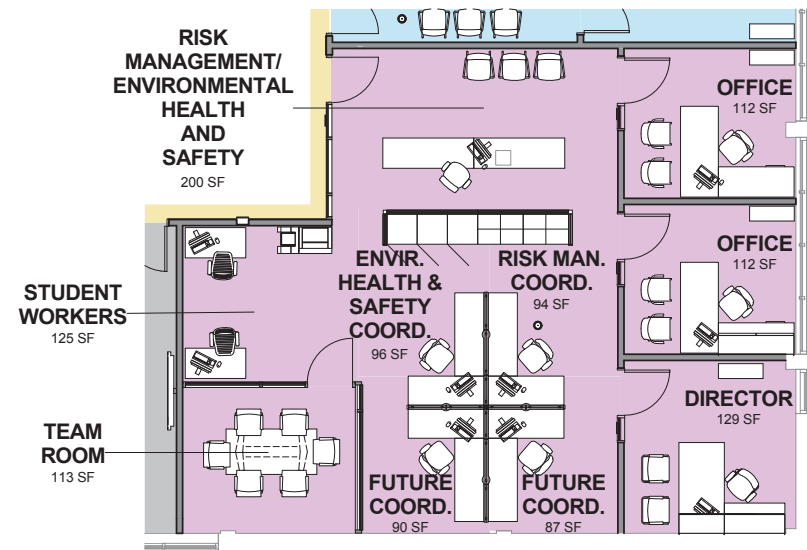 RISK
MANAGEMENT/
ENVIRONMENTAL
HEALTH
AND
SAFETY
200 SF
OFFICE
112 SF
OFFICE
112 SF
ENVIR.
HEALTH &
SAFETY
COORD.
96 SF
RISK MAN.
COORD.
94 SF
STUDENT
WORKERS
125 SF
DIRECTOR
129 SF
TEAM
ROOM
113 SF
FUTURE
COORD.
90 SF
FUTURE
COORD.
87 SF